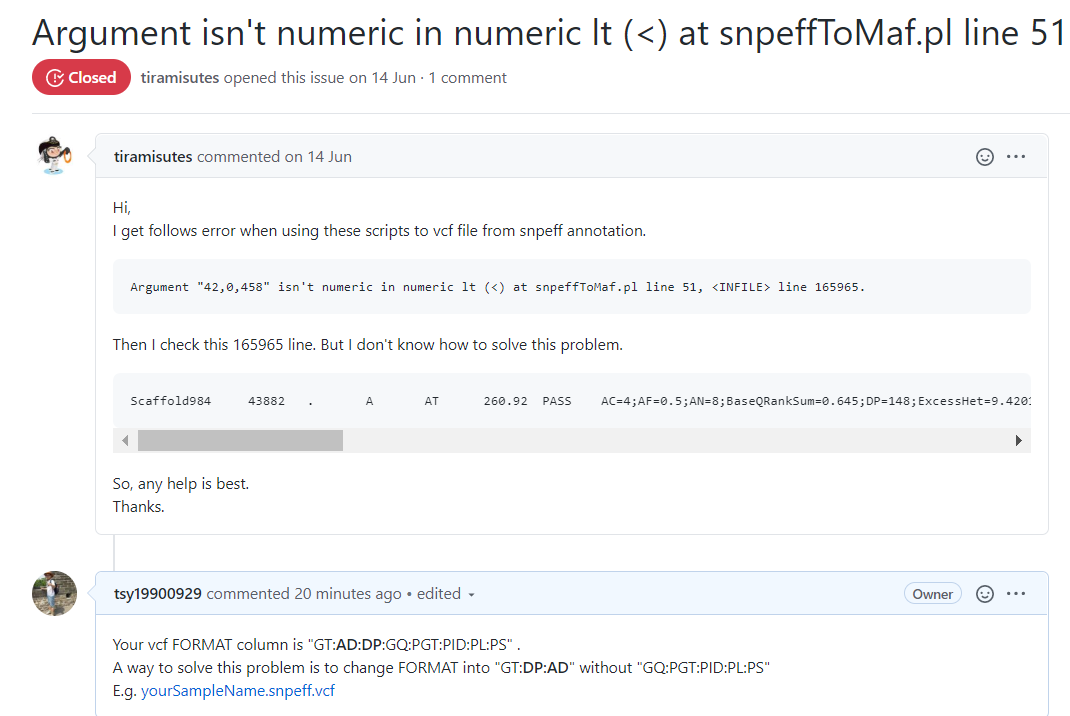 Argument isn't numeric in numeric lt (<) at snpeffToMaf.pl line 51
Closed
tiramisutes opened this issue on 14 Jun · 1 comment
tiramisutes commented on 14 Jun
Hi,
I get follows error when using these scripts to vcf file from snpeff annotation.
Argument "42,0,458" isn't numeric in numeric lt (<) at snpeffToMaf.pl line 51, <INFILE> line 165965.
Then I check this 165965 line. But I don't know how to solve this problem.
Scaffold984 43882 . A AT 260.92 PASS AC=4;AF=0.5;AN=8;BaseQRankSum=0.645;DP=148;ExcessHet=9.4201
So, any help is best.
Thanks.
tsy19900929 commented 20 minutes ago • edited
Owner
Your vcf FORMAT column is "GT:AD:DP:GQ:PGT:PID:PL:PS" .
A way to solve this problem is to change FORMAT into "GT:DP:AD" without "GQ:PGT:PID:PL:PS"
E.g. yourSampleName.snpeff.vcf